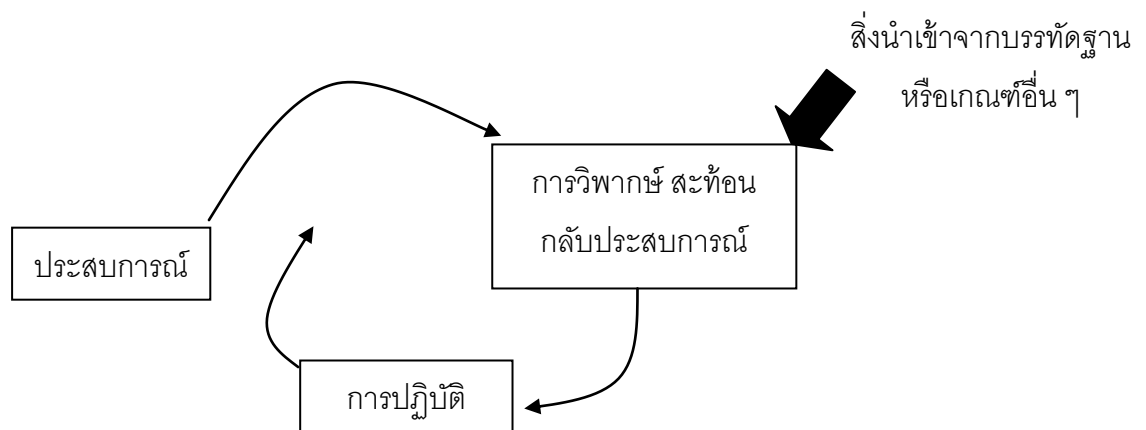 สิ่งนำเข้าจากบรรทัดฐาน
หรือเกณฑ์อื่น ๆ
การวิพากษ์ สะท้อน
กลับประสบการณ์
ประสบการณ์
การปฏิบัติ